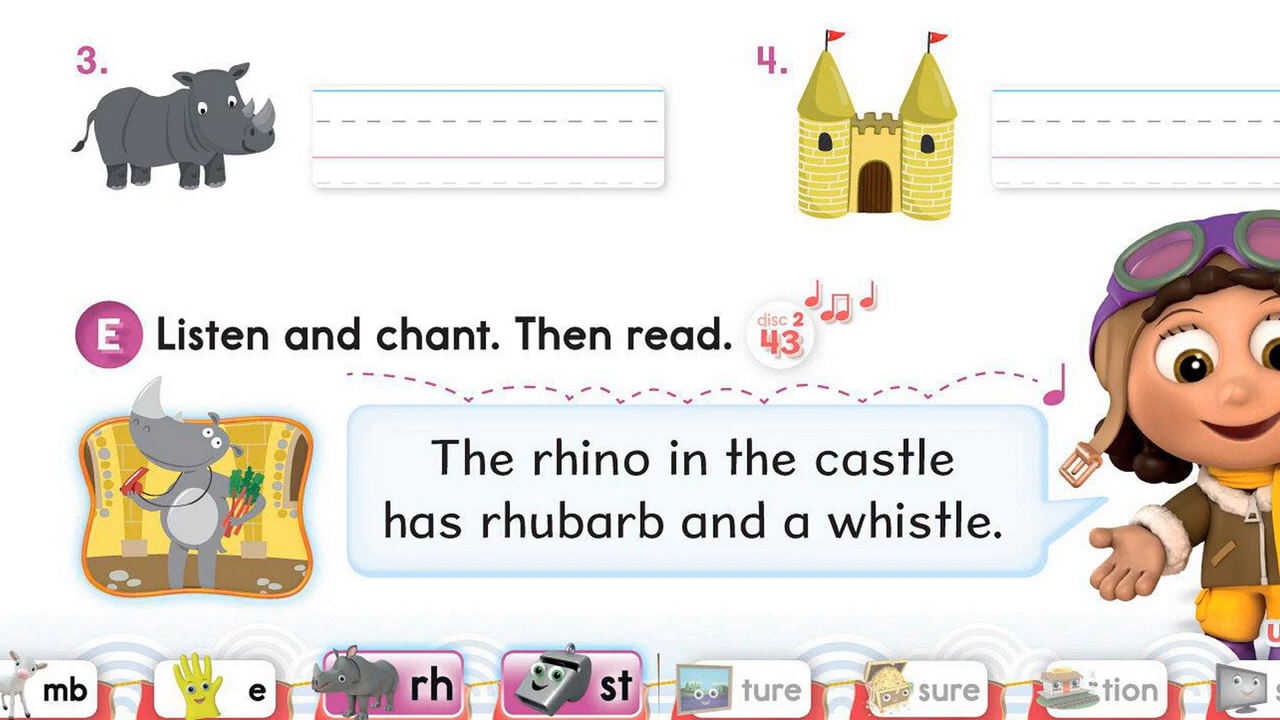 3.
4.
E Listen and chant. Then read.
disc 2
43
The rhino in the castle
has rhubarb and a whistle.
mb e rh st ture sure tion